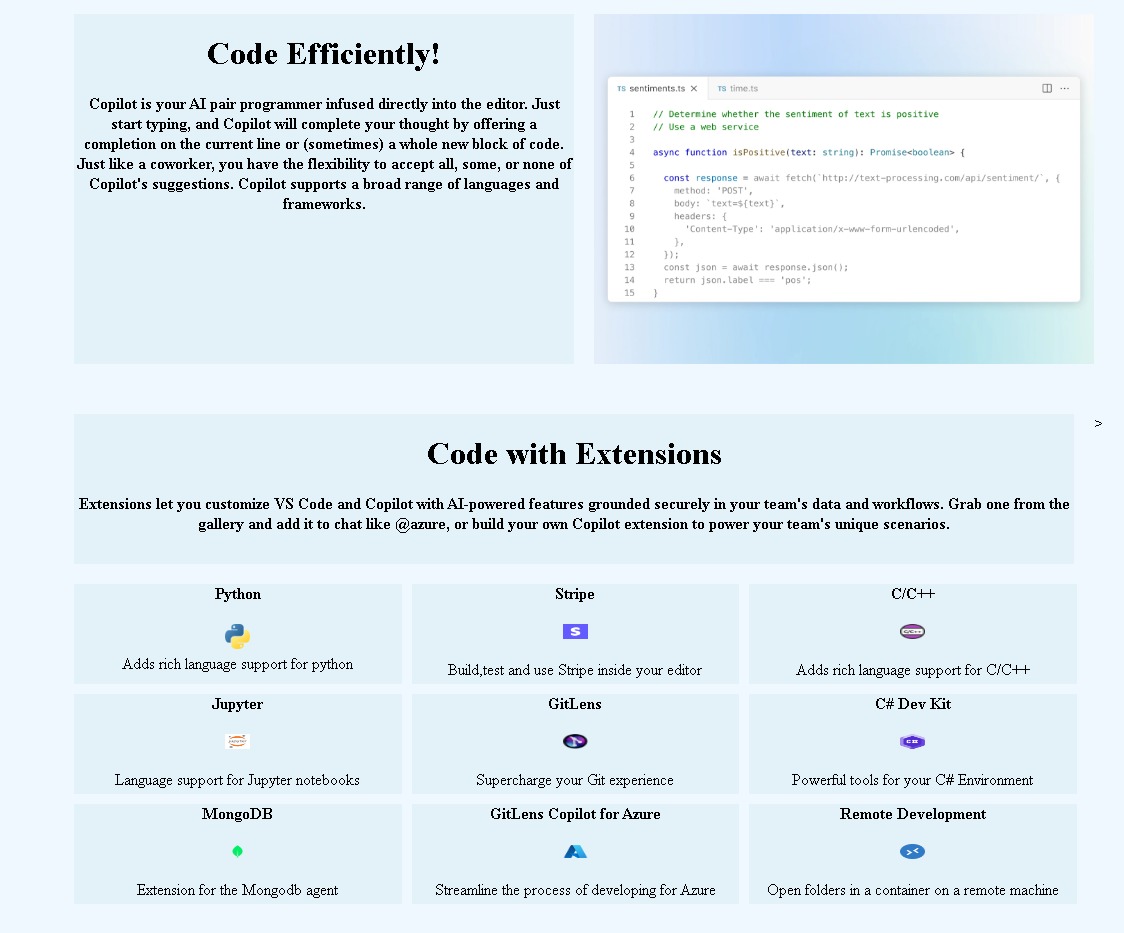 Code Efficiently!
Copilot is your AI pair programmer infused directly into the editor. Just
start typing, and Copilot will complete your thought by offering a
completion on the current line or (sometimes) a whole new block of code.
Just like a coworker, you have the flexibility to accept all, some, or none of
Copilot's suggestions. Copilot supports a broad range of languages and
frameworks.
TS sentiments.ts × TS time.ts ...
1 // Determine whether the sentiment of text is positive
2 // Use a web service
3
4 async function isPositive(text: string): Promise<boolean> {
5
6 const response = await fetch(`http://text-processing.com/api/sentiment/`, {
7 method: 'POST',
8 body: `text=${text}`,
9 headers: {
10 'Content-Type': 'application/x-www-form-urlencoded',
11 },
12 });
13 const json = await response.json();
14 return json.label === 'pos';
15 }
>
Code with Extensions
Extensions let you customize VS Code and Copilot with AI-powered features grounded securely in your team's data and workflows. Grab one from the
gallery and add it to chat like @azure, or build your own Copilot extension to power your team's unique scenarios.
Python
Adds rich language support for python
Stripe
S
Build,test and use Stripe inside your editor
C/C++
C/C++
Adds rich language support for C/C++
Jupyter
jupyter
Language support for Jupyter notebooks
GitLens
Supercharge your Git experience
C# Dev Kit
C#
Powerful tools for your C# Environment
MongoDB
Extension for the Mongodb agent
GitLens Copilot for Azure
Streamline the process of developing for Azure
Remote Development
Open folders in a container on a remote machine